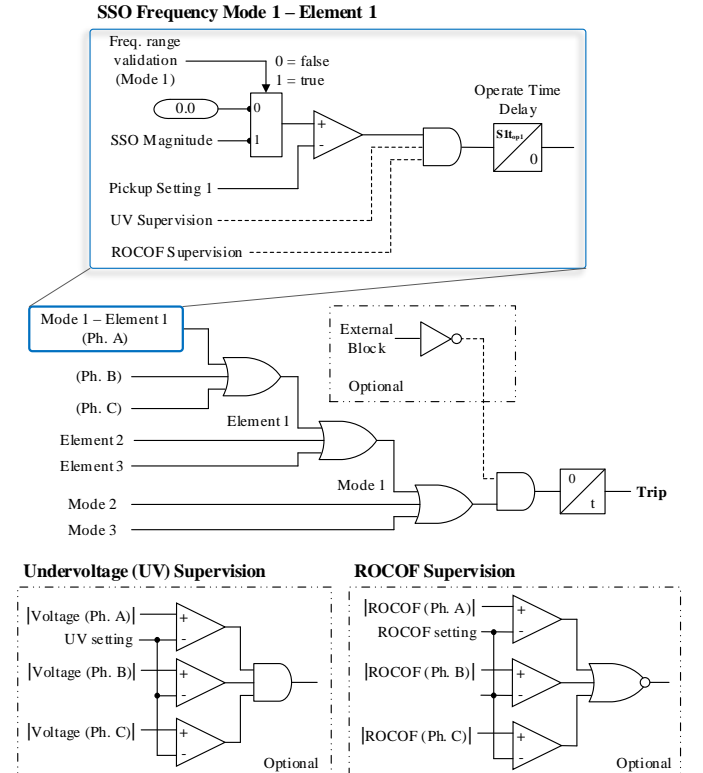 SSO Frequency Mode 1 – Element 1
Freq. range
validation
(Mode 1)
0 = false
1 = true
0.0
0
SSO Magnitude
1
+
-
Operate Time
Delay
S1t_op1
0
Pickup Setting 1
UV Supervision
ROCOF Supervision
Mode 1 – Element 1
(Ph. A)
External
Block
Optional
(Ph. B)
(Ph. C)
Element 1
Element 2
Element 3
Mode 1
Mode 2
Mode 3
0
t
Trip
Undervoltage (UV) Supervision
|Voltage (Ph. A)|
UV setting
+
-
|Voltage (Ph. B)|
+
-
|Voltage (Ph. C)|
+
-
Optional
ROCOF Supervision
|ROCOF (Ph. A)|
ROCOF setting
+
-
|ROCOF (Ph. B)|
+
-
|ROCOF (Ph. C)|
+
-
Optional